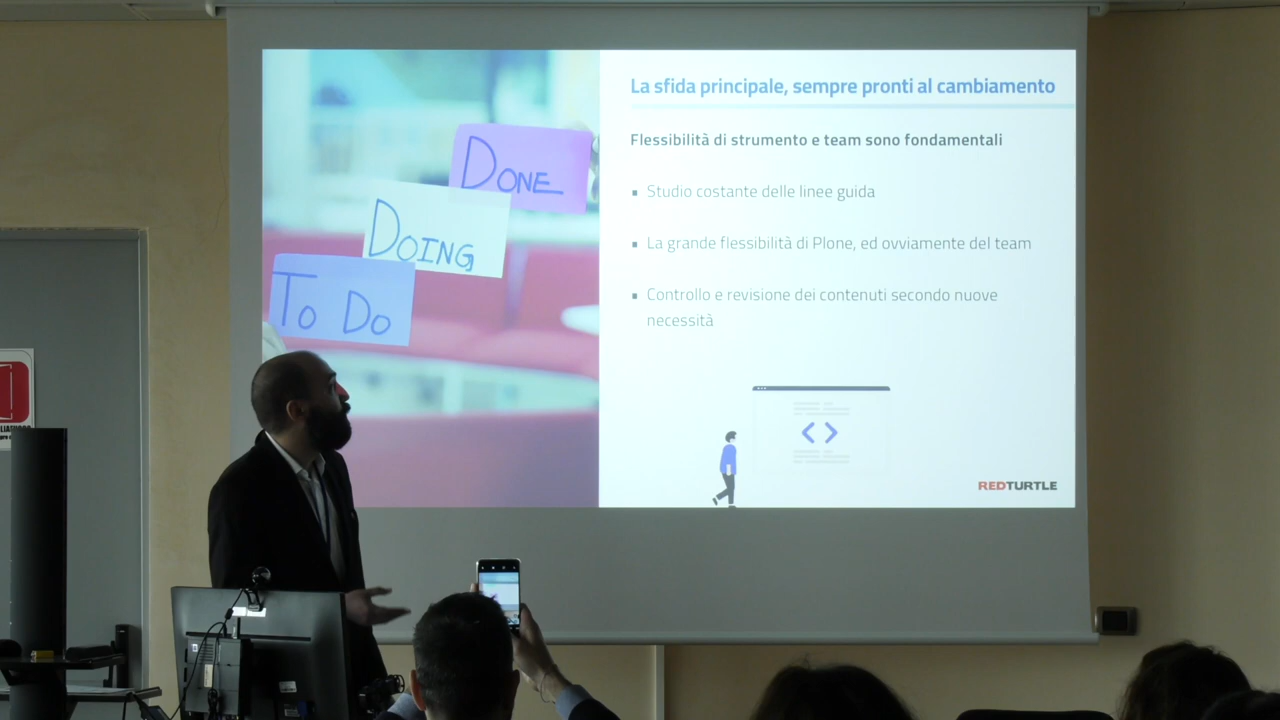 La sfida principale, sempre pronti al cambiamento
Flessibilità di strumento e team sono fondamentali
▪ Studio costante delle linee guida
▪ La grande flessibilità di Plone, ed ovviamente del team
▪ Controllo e revisione dei contenuti secondo nuove
necessità
DONE
DOING
TO DO
< >
REDTURTLE